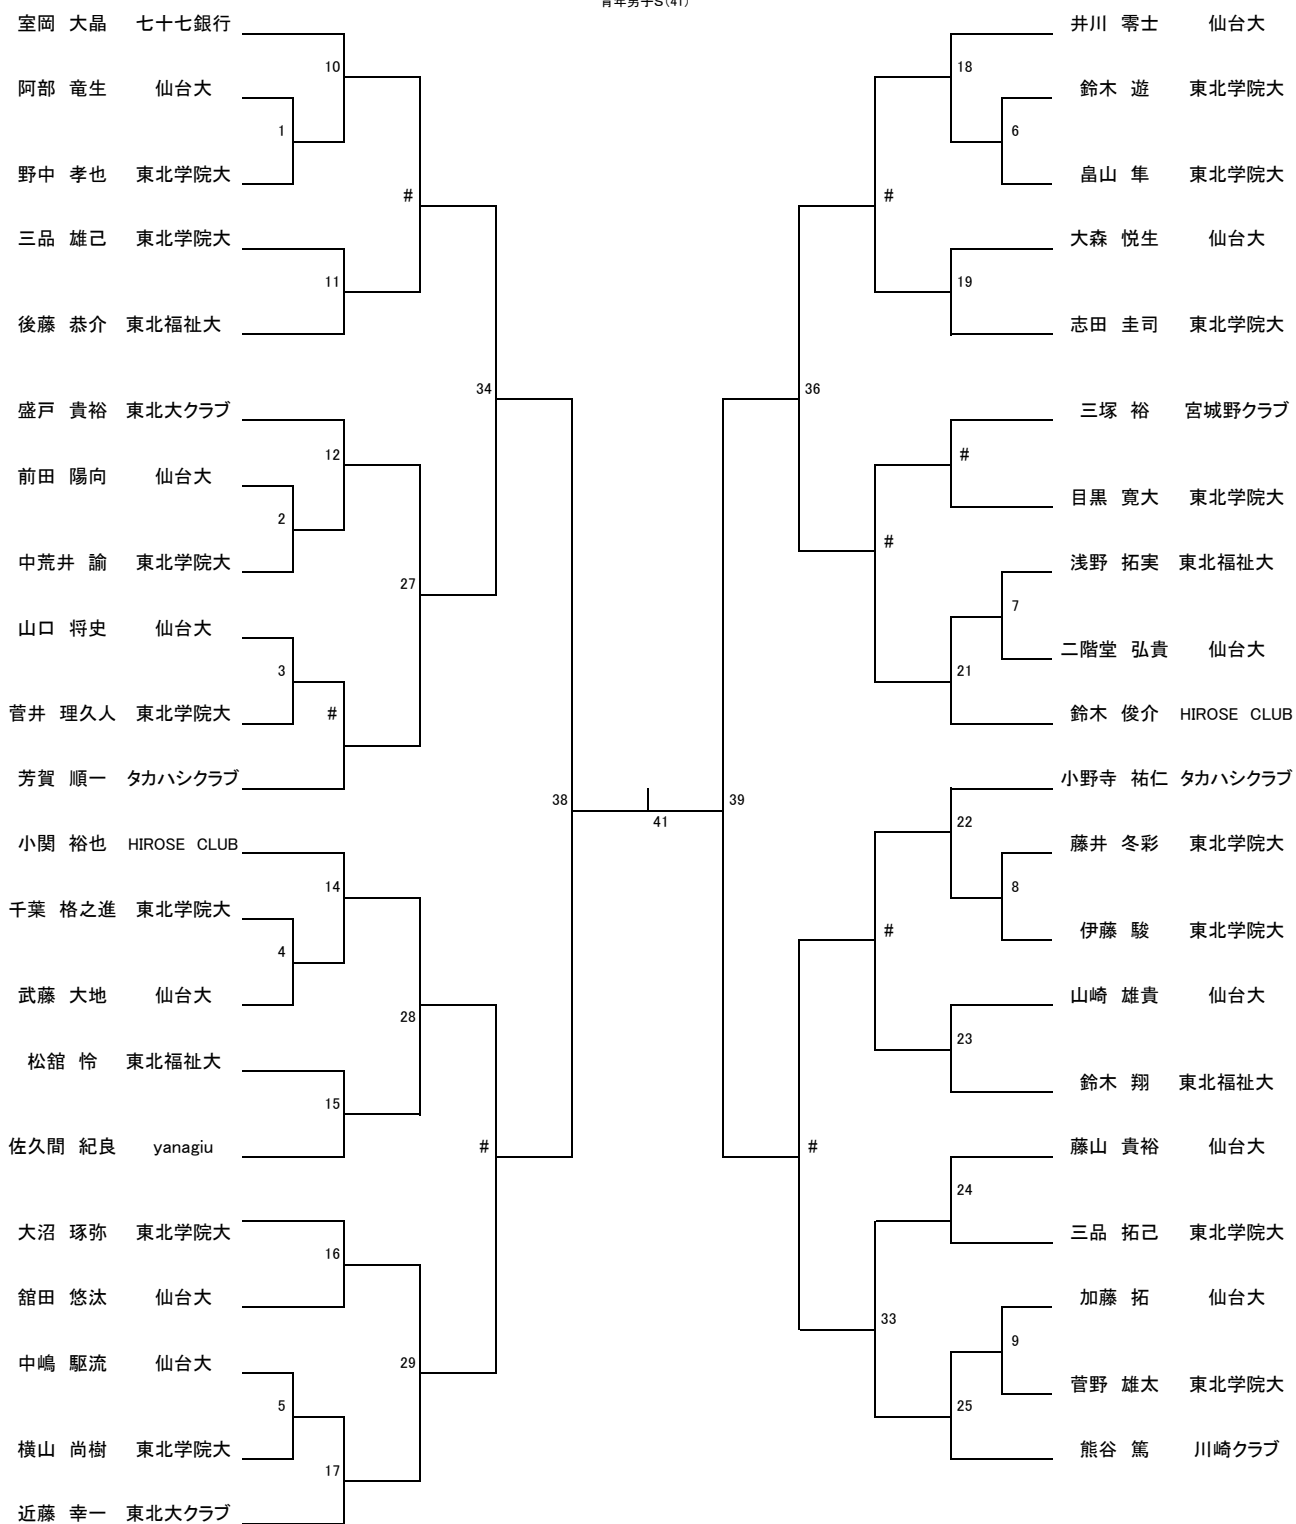 青年男子S(41)
室岡 大晶 七十七銀行
10
阿部 竜生 仙台大
1
野中 孝也 東北学院大
#
三品 雄己 東北学院大
11
後藤 恭介 東北福祉大
34
盛戸 貴裕 東北大クラブ
12
前田 陽向 仙台大
2
中荒井 諭 東北学院大
27
山口 将史 仙台大
3
菅井 理久人 東北学院大
#
芳賀 順一 タカハシクラブ
38
小関 裕也 HIROSE CLUB
14
千葉 格之進 東北学院大
4
武藤 大地 仙台大
28
松舘 怜 東北福祉大
15
佐久間 紀良 yanagiu
#
大沼 琢弥 東北学院大
16
舘田 悠汰 仙台大
中嶋 駆流 仙台大
29
5
横山 尚樹 東北学院大
17
近藤 幸一 東北大クラブ
41
井川 零士 仙台大
18
鈴木 遊 東北学院大
6
畠山 隼 東北学院大
#
大森 悦生 仙台大
19
志田 圭司 東北学院大
36
三塚 裕 宮城野クラブ
#
目黒 寛大 東北学院大
#
浅野 拓実 東北福祉大
7
二階堂 弘貴 仙台大
21
鈴木 俊介 HIROSE CLUB
39
小野寺 祐仁 タカハシクラブ
22
藤井 冬彩 東北学院大
8
伊藤 駿 東北学院大
#
山崎 雄貴 仙台大
23
鈴木 翔 東北福祉大
#
藤山 貴裕 仙台大
24
三品 拓己 東北学院大
加藤 拓 仙台大
33
9
菅野 雄太 東北学院大
25
熊谷 篤 川崎クラブ